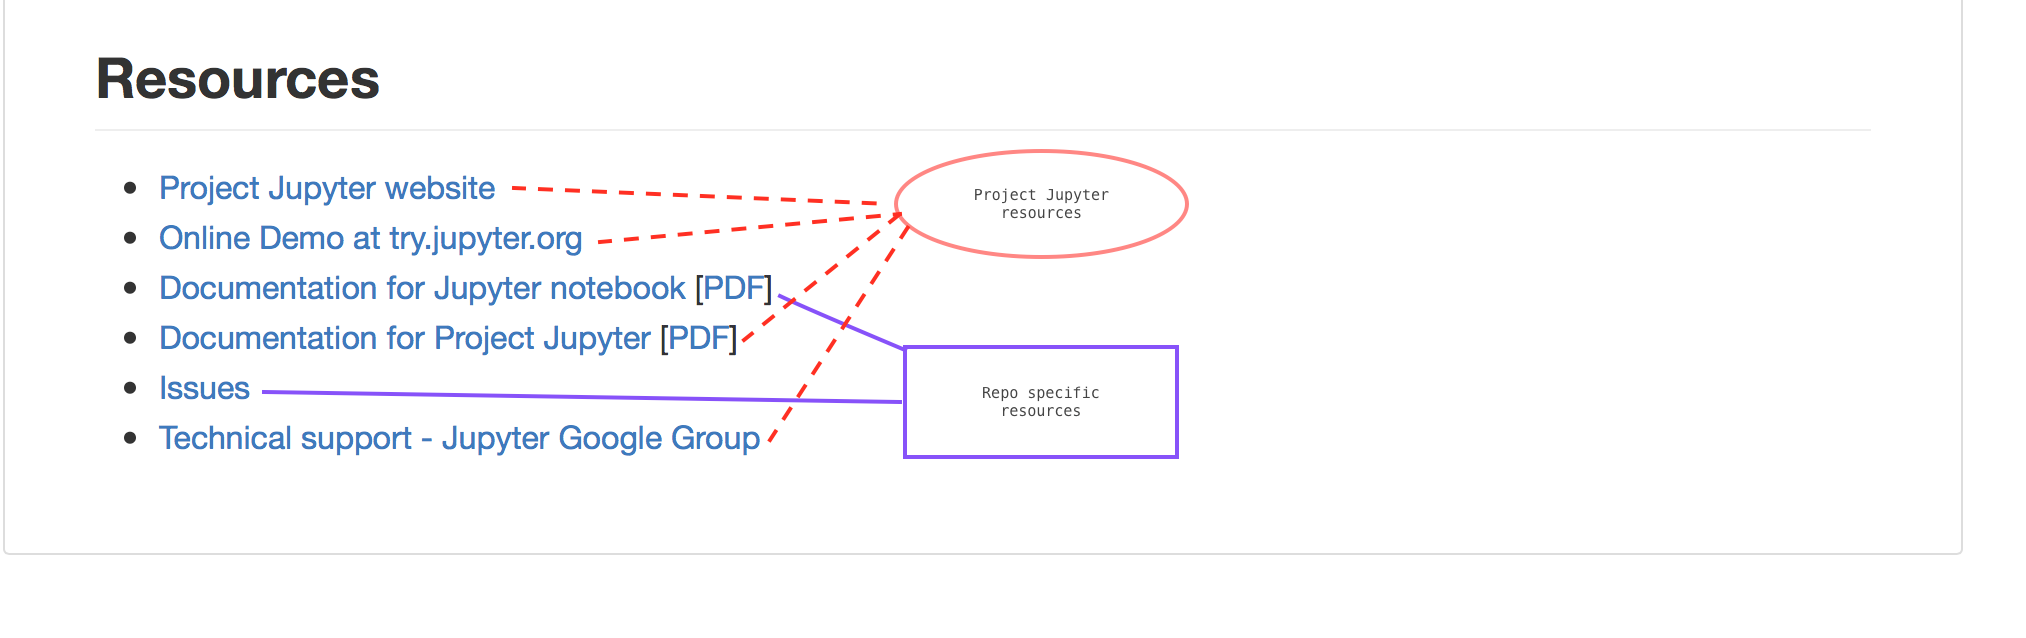 Resources
Project Jupyter website
Online Demo at try.jupyter.org
Documentation for Jupyter notebook [PDF]
Documentation for Project Jupyter [PDF]
Issues
Technical support - Jupyter Google Group
Project Jupyter
resources
Repo specific
resources